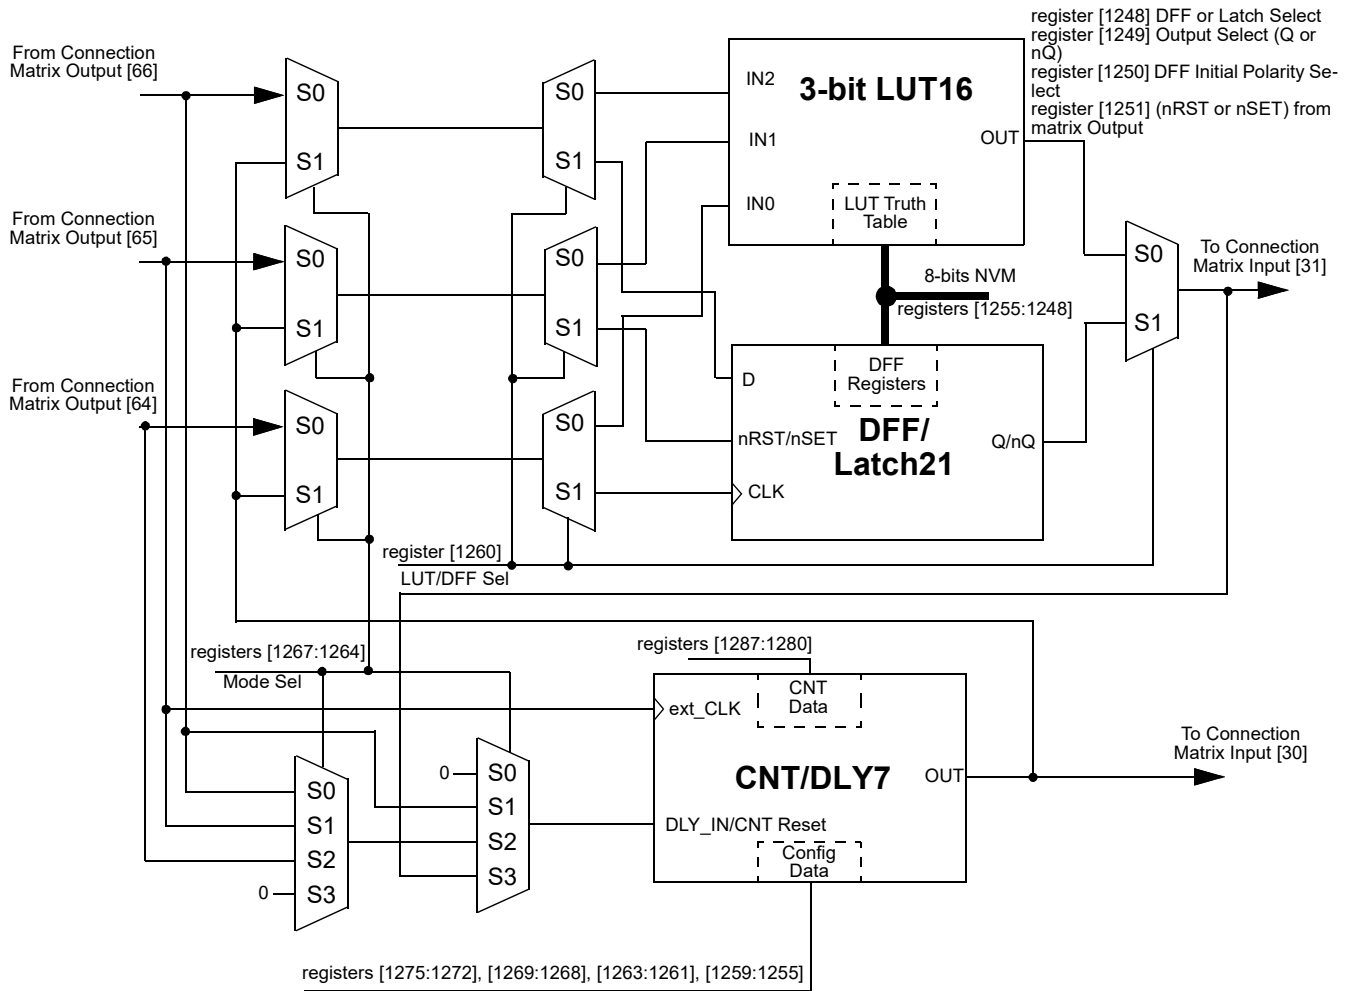 register [1248] DFF or Latch Select
register [1249] Output Select (Q or
nQ)
register [1250] DFF Initial Polarity Se-
lect
register [1251] (nRST or nSET) from
matrix Output
From Connection
Matrix Output [66]
S0
S1
S0
S1
IN2
IN1
IN0
3-bit LUT16
OUT
LUT Truth
Table
From Connection
Matrix Output [65]
S0
S1
S0
S1
8-bits NVM
registers [1255:1248]
S0
S1
To Connection
Matrix Input [31]
From Connection
Matrix Output [64]
S0
S1
S0
S1
D
nRST/nSET
CLK
DFF
Registers
DFF/
Latch21
Q/nQ
register [1260]
LUT/DFF Sel
registers [1267:1264]
Mode Sel
registers [1287:1280]
ext_CLK
CNT
Data
CNT/DLY7
OUT
To Connection
Matrix Input [30]
DLY_IN/CNT Reset
Config
Data
S0
S1
S2
S3
0
0
S0
S1
S2
S3
registers [1275:1272], [1269:1268], [1263:1261], [1259:1255]